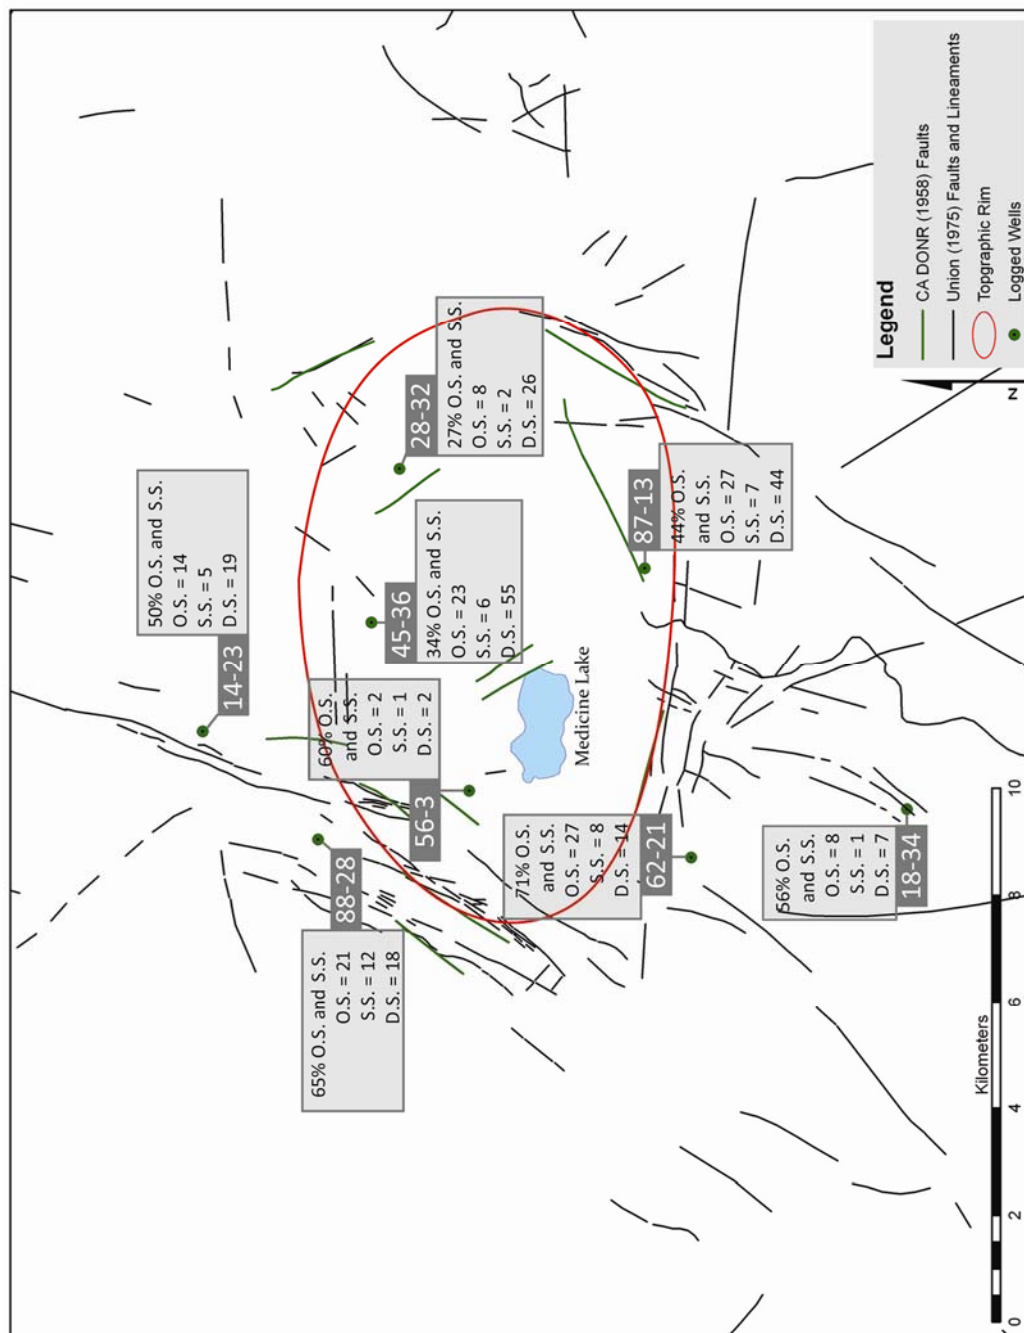 50% O.S. and S.S.
O.S. = 14
S.S. = 5
D.S. = 19
14-23
65% O.S. and S.S.
O.S. = 21
S.S. = 12
D.S. = 18
88-28
60% O.S.
and S.S.
O.S. = 2
S.S. = 1
D.S. = 2
56-3
45-36
34% O.S. and S.S.
O.S. = 23
S.S. = 6
D.S. = 55
28-32
27% O.S. and S.S.
O.S. = 8
S.S. = 2
D.S. = 26
Medicine Lake
71% O.S.
and S.S.
O.S. = 27
S.S. = 8
D.S. = 14
62-21
87-13
44% O.S.
and S.S.
O.S. = 27
S.S. = 7
D.S. = 44
56% O.S.
and S.S.
O.S. = 8
S.S. = 1
D.S. = 7
18-34
Kilometers
0 2 4 6 8 10
N
Legend
CA DONR (1958) Faults
Union (1975) Faults and Lineaments
Topgraphic Rim
Logged Wells